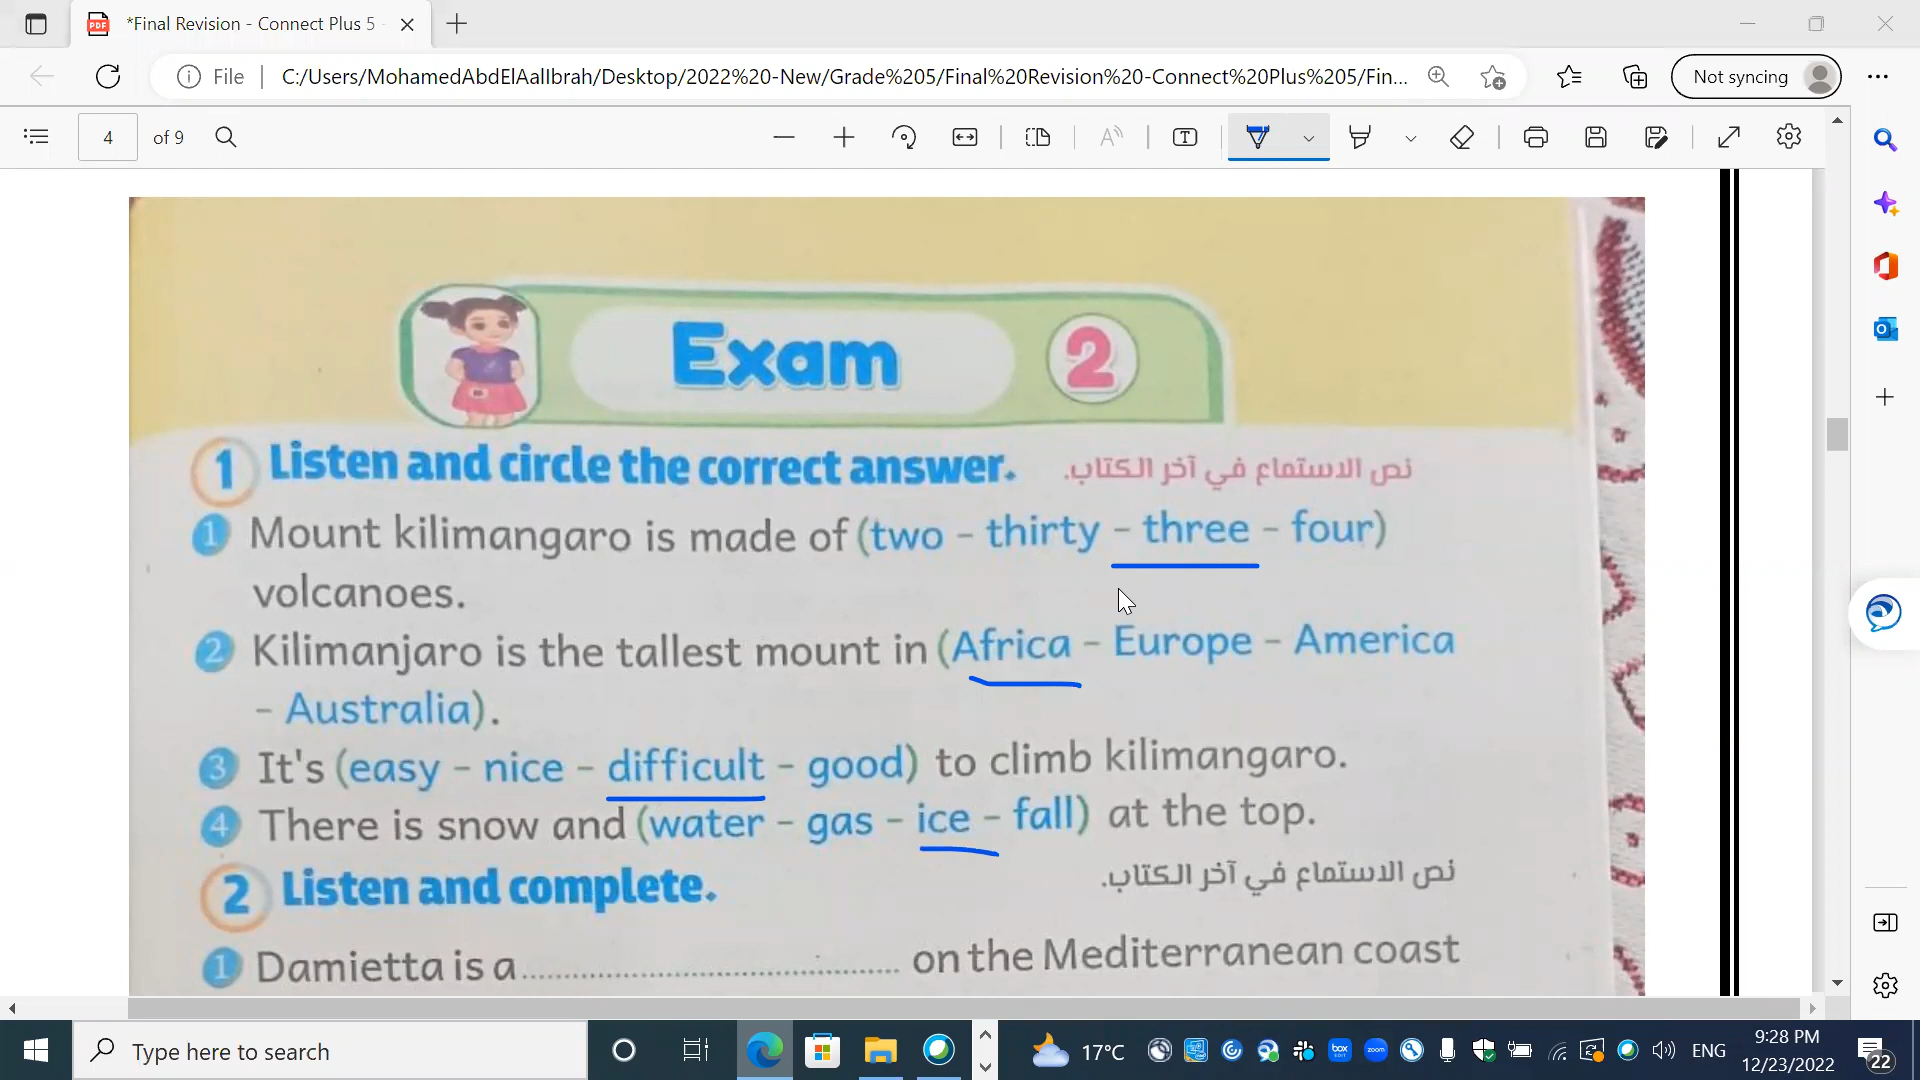 *Final Revision - Connect Plus 5 -
File
C:/Users/MohamedAbdElAalIbrah/Desktop/2022%20-New/Grade%205/Final%20Revision%20-Connect%20Plus%205/Fin...
Not syncing
4 of 9
Exam 2
1 Listen and circle the correct answer. نص الاستماع في آخر الكتاب.
1 Mount kilimangaro is made of (two - thirty - three - four)
volcanoes.
2 Kilimanjaro is the tallest mount in (Africa - Europe - America
- Australia).
3 It's (easy - nice - difficult - good) to climb kilimangaro.
4 There is snow and (water - gas - ice - fall) at the top.
2 Listen and complete. نص الاستماع في آخر الكتاب.
1 Damietta is a .......................................... on the Mediterranean coast
Type here to search
17°C
ENG
9:28 PM
12/23/2022
22